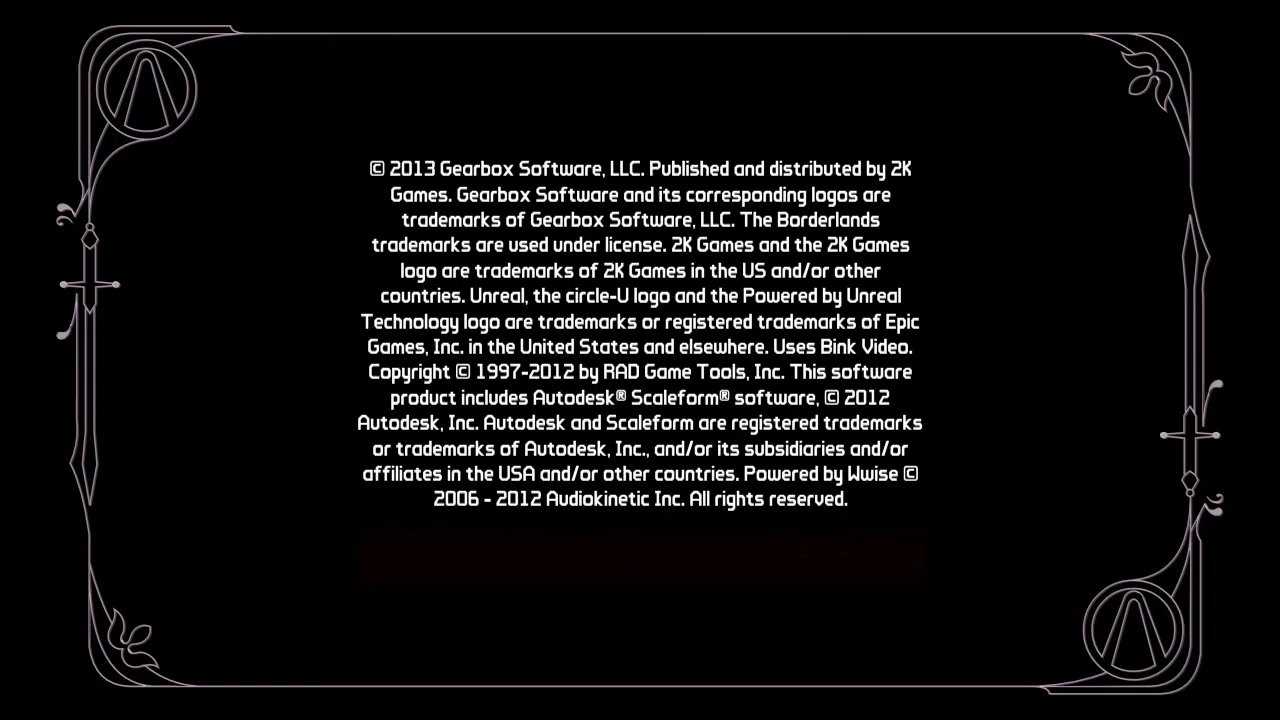 © 2013 Gearbox Software, LLC. Published and distributed by 2K
Games. Gearbox Software and its corresponding logos are
trademarks of Gearbox Software, LLC. The Borderlands
trademarks are used under license. 2K Games and the 2K Games
logo are trademarks of 2K Games in the US and/or other
countries. Unreal, the circle-U logo and the Powered by Unreal
Technology logo are trademarks or registered trademarks of Epic
Games, Inc. in the United States and elsewhere. Uses Bink Video.
Copyright © 1997-2012 by RAD Game Tools, Inc. This software
product includes Autodesk® Scaleform® software, © 2012
Autodesk, Inc. Autodesk and Scaleform are registered trademarks
or trademarks of Autodesk, Inc., and/or its subsidiaries and/or
affiliates in the USA and/or other countries. Powered by Wwise ©
2006 - 2012 Audiokinetic Inc. All rights reserved.